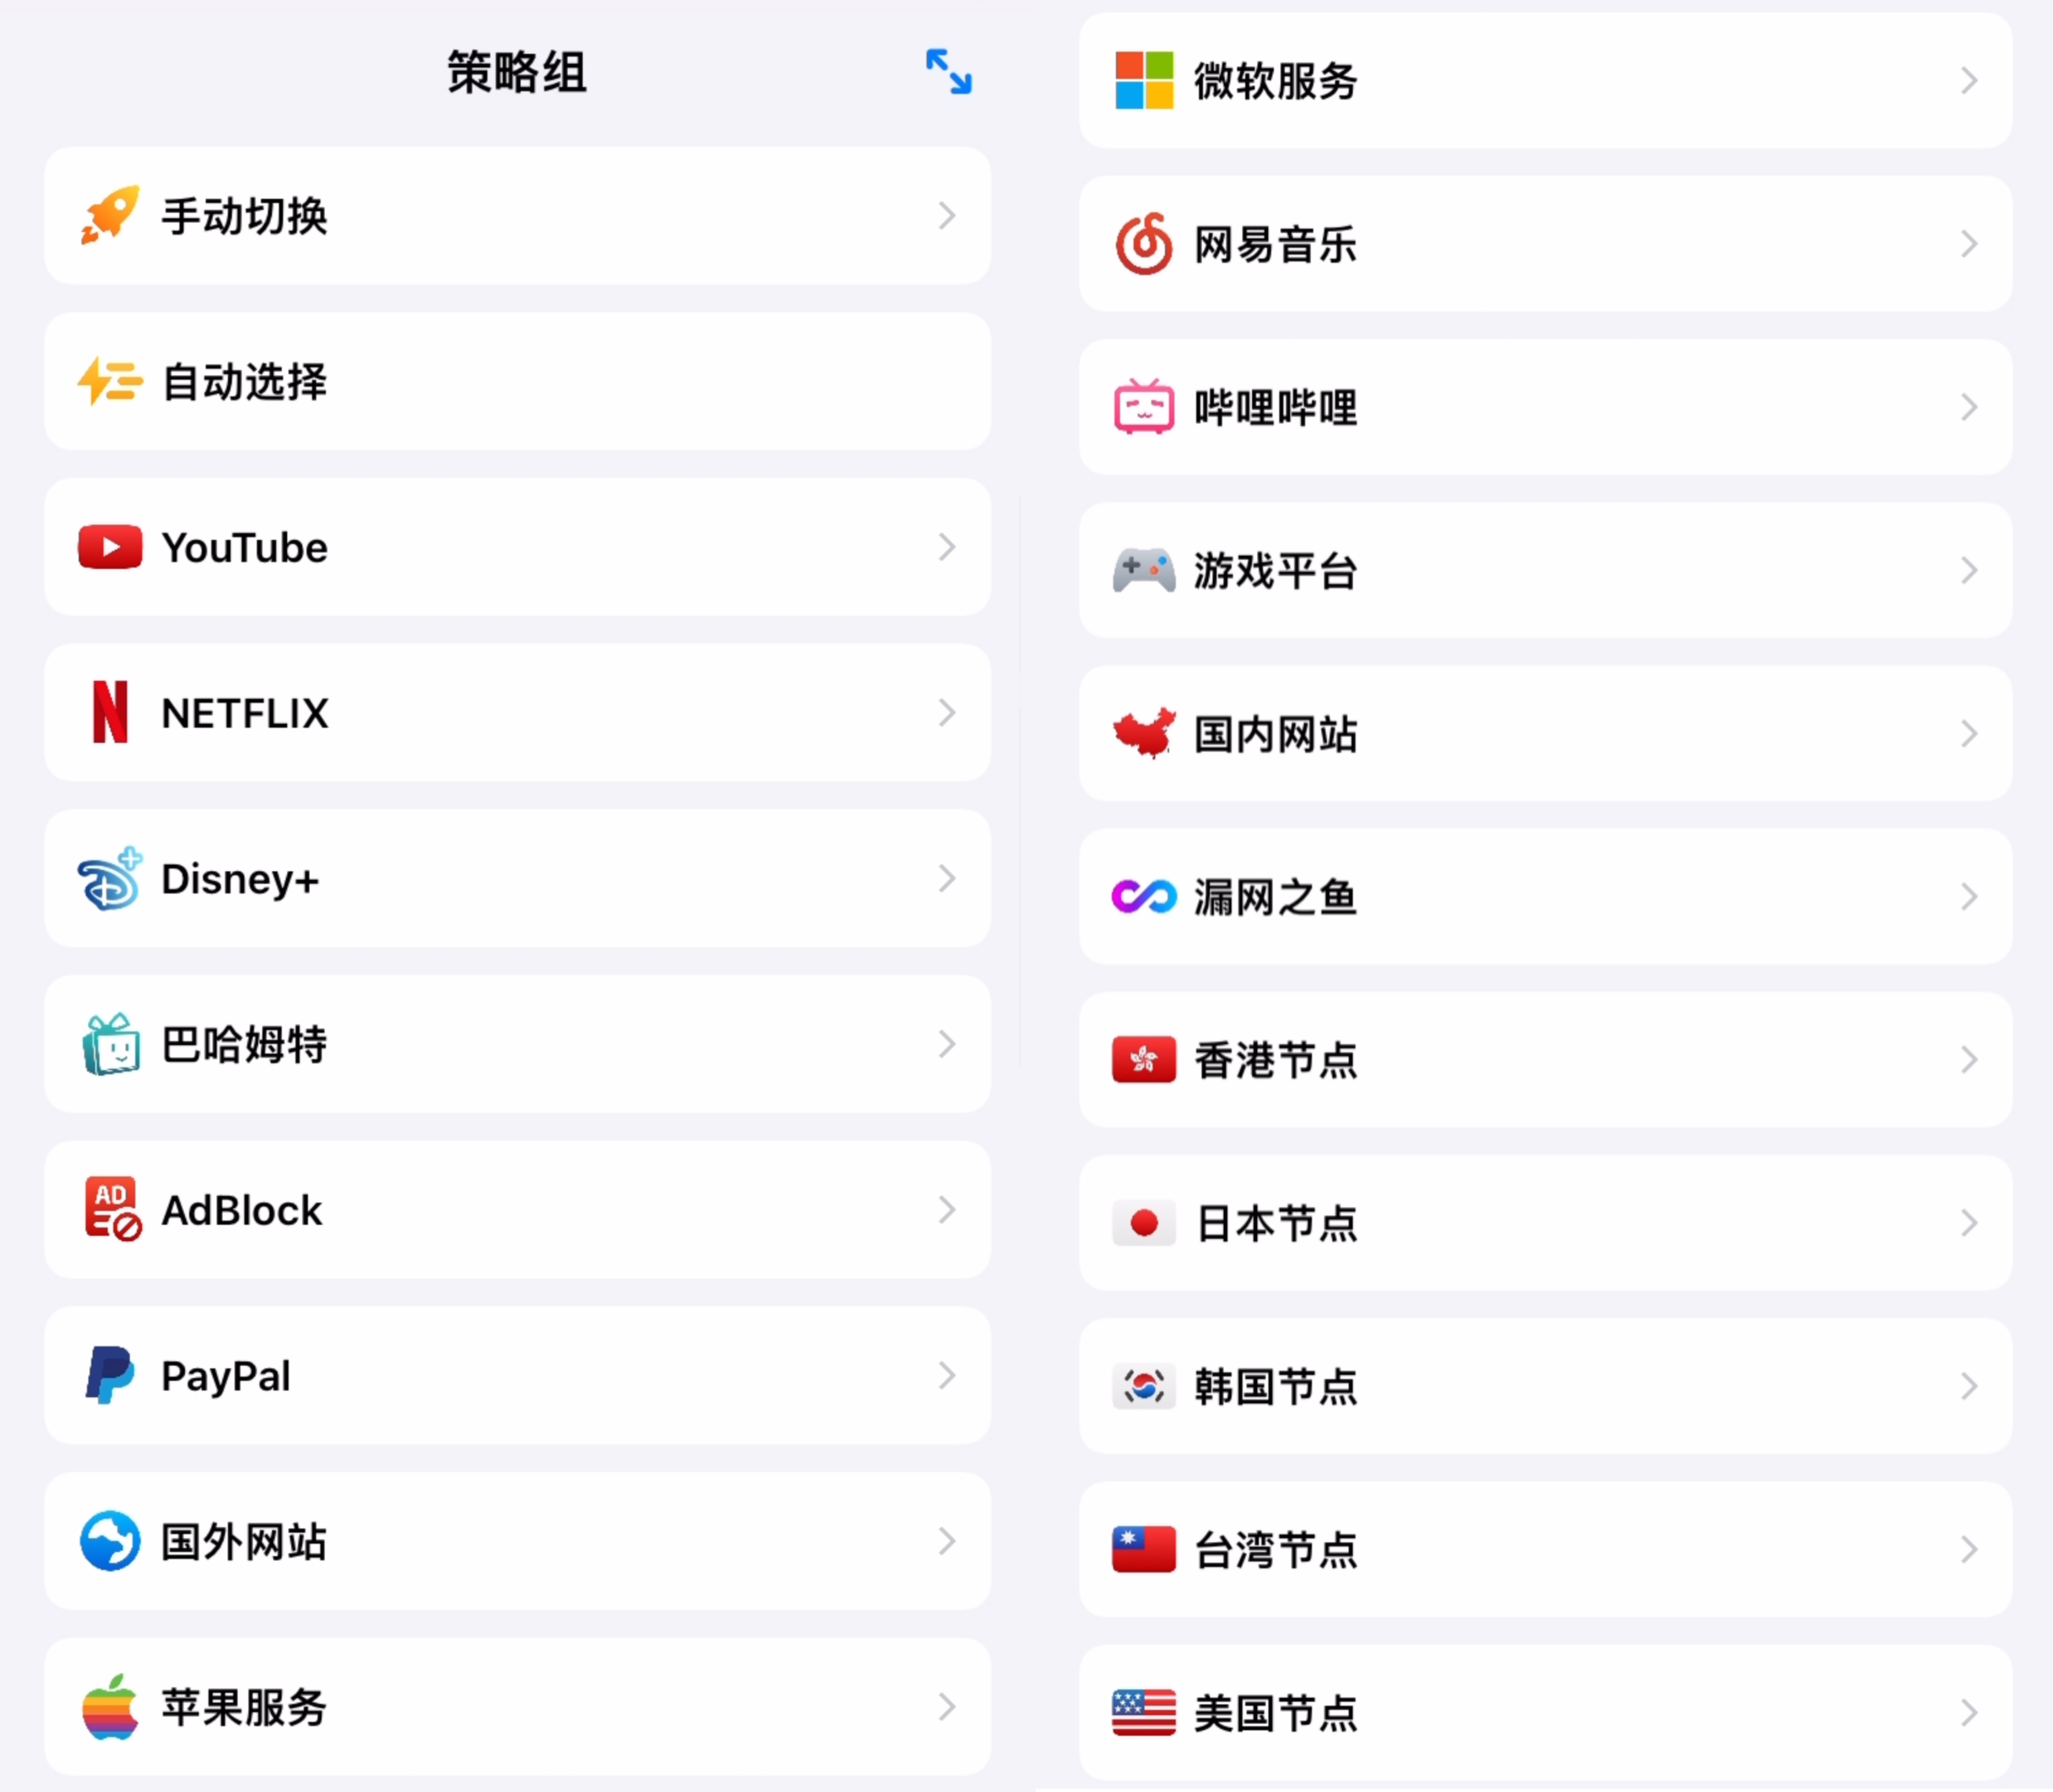 策略组
手动切换
自动选择
YouTube
NETFLIX
Disney+
巴哈姆特
AD
AdBlock
PayPal
国外网站
苹果服务
微软服务
网易音乐
哔哩哔哩
游戏平台
国内网站
漏网之鱼
香港节点
日本节点
韩国节点
台湾节点
美国节点